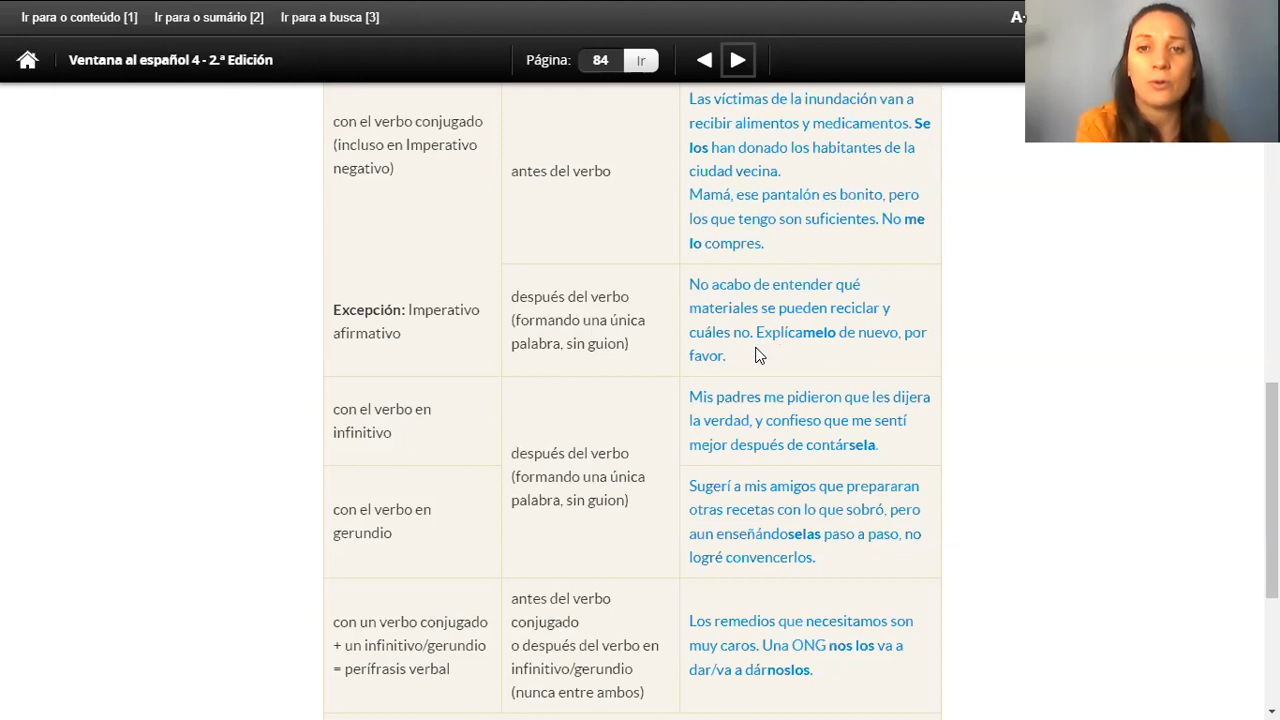 Ir para o conteúdo [1] Ir para o sumário [2] Ir para a busca [3]
A-
Ventana al español 4 - 2.ª Edición
Página: 84 Ir
con el verbo conjugado
(incluso en Imperativo
negativo)
antes del verbo
Las víctimas de la inundación van a
recibir alimentos y medicamentos. Se
los han donado los habitantes de la
ciudad vecina.
Mamá, ese pantalón es bonito, pero
los que tengo son suficientes. No me
lo compres.
Excepción: Imperativo
afirmativo
después del verbo
(formando una única
palabra, sin guion)
No acabo de entender qué
materiales se pueden reciclar y
cuáles no. Explícamelo de nuevo, por
favor.
con el verbo en
infinitivo
después del verbo
(formando una única
palabra, sin guion)
Mis padres me pidieron que les dijera
la verdad, y confieso que me sentí
mejor después de contársela.
con el verbo en
gerundio
Sugerí a mis amigos que prepararan
otras recetas con lo que sobró, pero
aun enseñándoselas paso a paso, no
logré convencerlos.
con un verbo conjugado
+ un infinitivo/gerundio
= perífrasis verbal
antes del verbo
conjugado
o después del verbo en
infinitivo/gerundio
(nunca entre ambos)
Los remedios que necesitamos son
muy caros. Una ONG nos los va a
dar/va a dárnoslos.